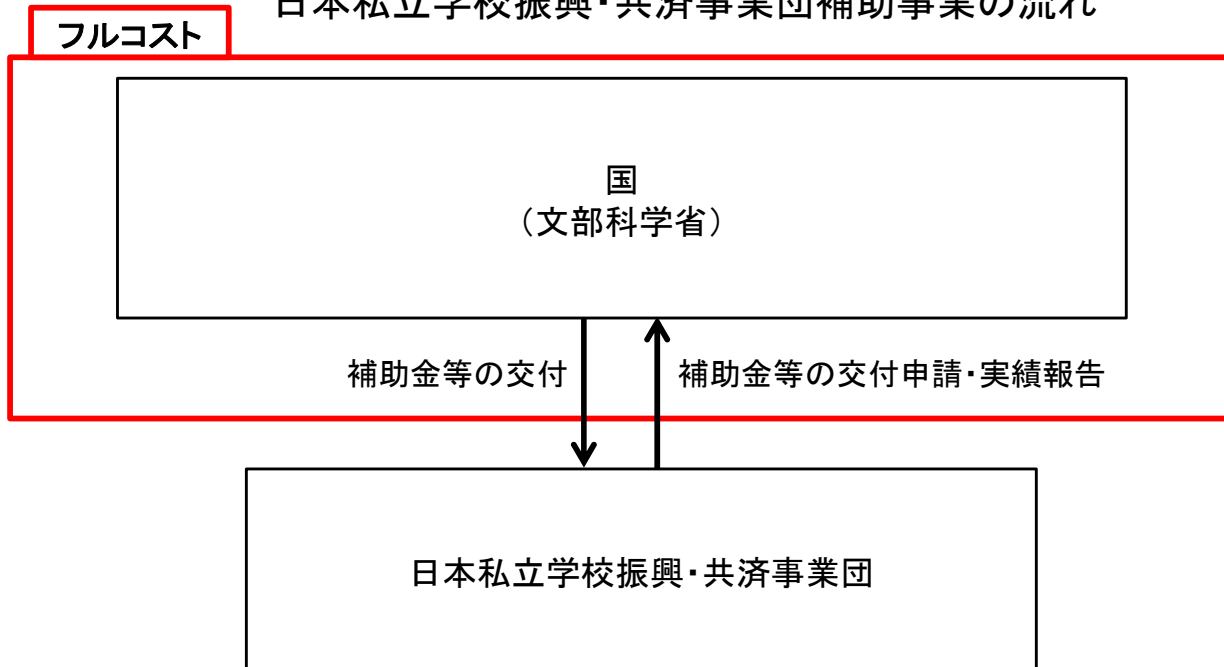 日本私立学校振興・共済事業団補助事業の流れ
フルコスト
国
（文部科学省）
補助金等の交付
補助金等の交付申請・実績報告
日本私立学校振興・共済事業団